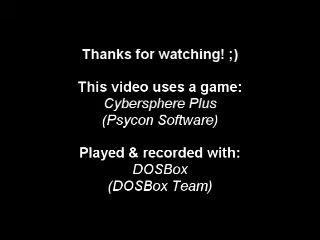 Thanks for watching! ;)
This video uses a game:
Cybersphere Plus
(Psycon Software)
Played & recorded with:
DOSBox
(DOSBox Team)